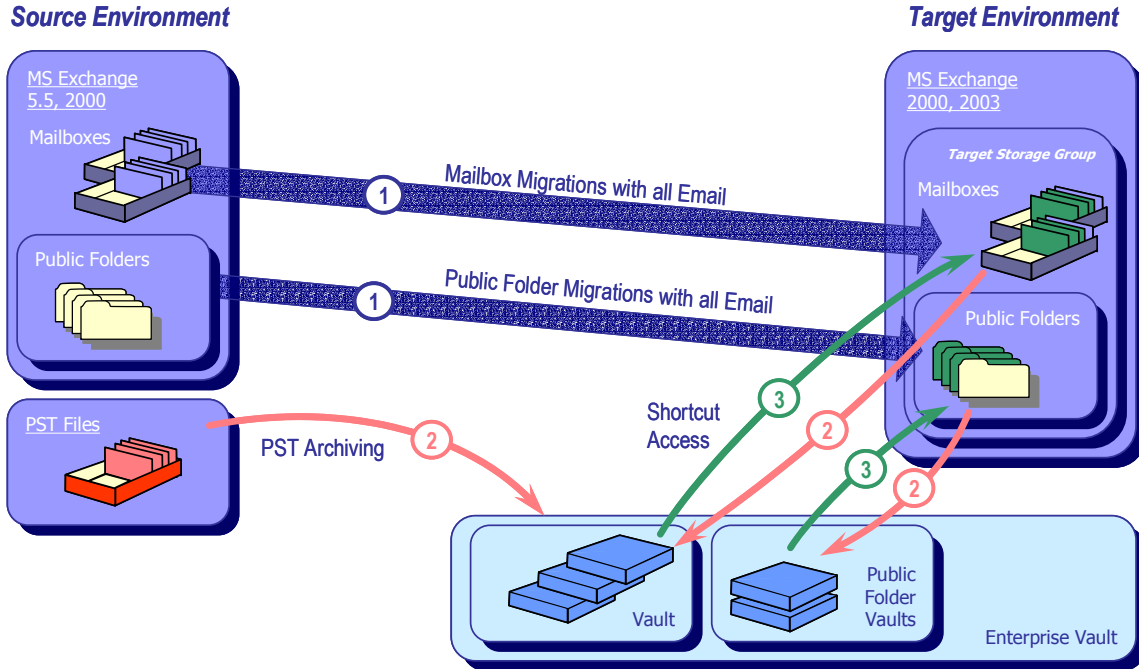 Source Environment
Target Environment
MS Exchange
5.5, 2000
Mailboxes
Public Folders
PST Files
MS Exchange
2000, 2003
Target Storage Group
Mailboxes
Public Folders
1
Mailbox Migrations with all Email
1
Public Folder Migrations with all Email
PST Archiving
2
Shortcut
Access
3
2
3
2
Vault
Public
Folder
Vaults
Enterprise Vault